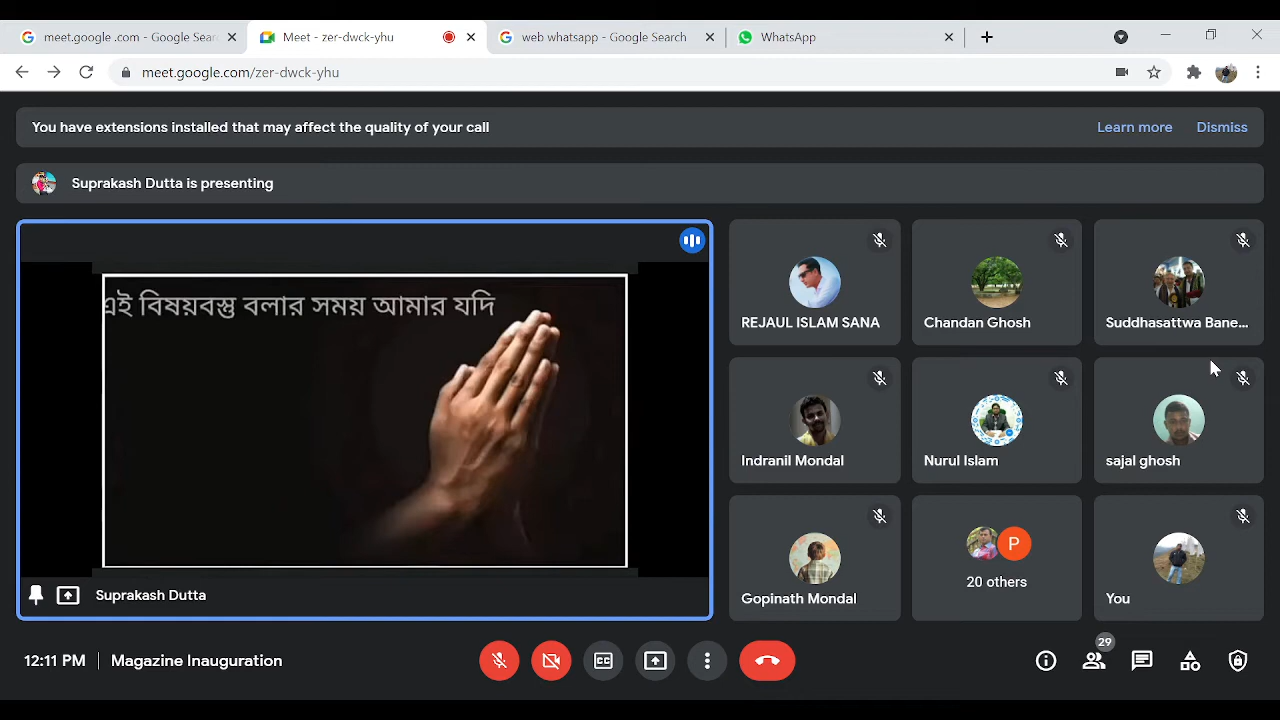 meet.google .com - Google Sear
Meet - zer-dwck-yhu
web whatsapp - Google Search
WhatsApp
meet.google.com/zer-dwck-yhu
You have extensions installed that may affect the quality of your call
Learn more
Dismiss
Suprakash Dutta is presenting
এই বিষয়বস্তু বলার সময় আমার যদি
Suprakash Dutta
REJAUL ISLAM SANA
Chandan Ghosh
Suddhasattwa Bane...
Indranil Mondal
Nurul Islam
sajal ghosh
Gopinath Mondal
P
20 others
You
12:11 PM
Magazine Inauguration
CC
29